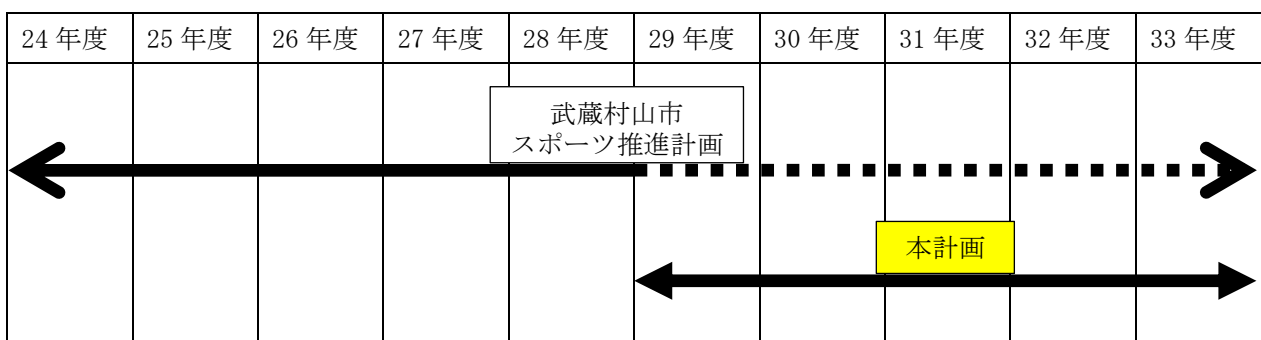 24 年度 25 年度 26 年度 27 年度 28 年度 29 年度 30 年度 31 年度 32 年度 33 年度
武蔵村山市
スポーツ推進計画
本計画